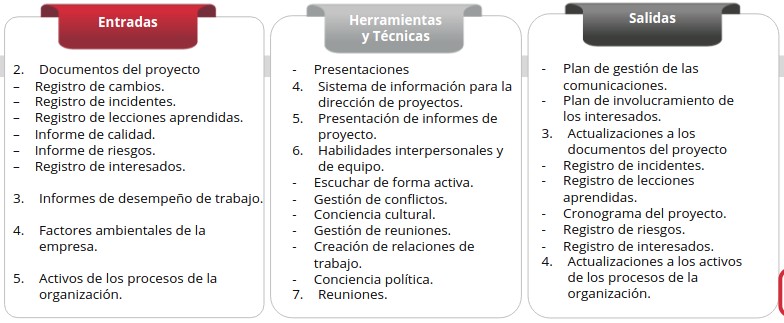 Entradas
2. Documentos del proyecto
– Registro de cambios.
– Registro de incidentes.
– Registro de lecciones aprendidas.
– Informe de calidad.
– Informe de riesgos.
– Registro de interesados.
3. Informes de desempeño de trabajo.
4. Factores ambientales de la
empresa.
5. Activos de los procesos de la
organización.
Herramientas
y Técnicas
- Presentaciones
4. Sistema de información para la
dirección de proyectos.
5. Presentación de informes de
proyecto.
6. Habilidades interpersonales y
de equipo.
- Escuchar de forma activa.
- Gestión de conflictos.
- Conciencia cultural.
- Gestión de reuniones.
- Creación de relaciones de
trabajo.
- Conciencia política.
7. Reuniones.
Salidas
- Plan de gestión de las
comunicaciones.
- Plan de involucramiento de
los interesados.
3. Actualizaciones a los
documentos del proyecto
- Registro de incidentes.
- Registro de lecciones
aprendidas.
- Cronograma del proyecto.
- Registro de riesgos.
- Registro de interesados.
4. Actualizaciones a los activos
de los procesos de la
organización.